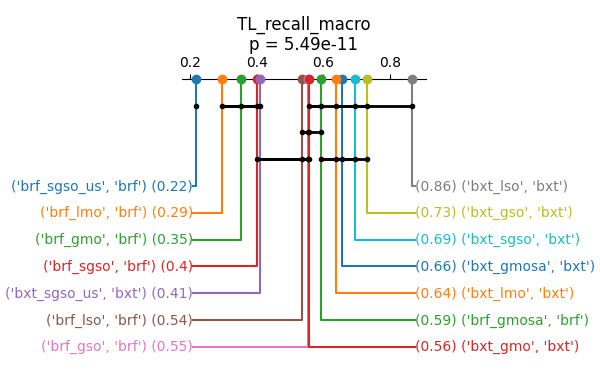 TL_recall_macro
p = 5.49e-11
0.2 0.4 0.6 0.8
('brf_sgso_us', 'brf') (0.22) (0.86) ('bxt_lso', 'bxt')
('brf_lmo', 'brf') (0.29) (0.73) ('bxt_gso', 'bxt')
('brf_gmo', 'brf') (0.35) (0.69) ('bxt_sgso', 'bxt')
('brf_sgso', 'brf') (0.4) (0.66) ('bxt_gmosa', 'bxt')
('bxt_sgso_us', 'bxt') (0.41) (0.64) ('bxt_lmo', 'bxt')
('brf_lso', 'brf') (0.54) (0.59) ('brf_gmosa', 'brf')
('brf_gso', 'brf') (0.55) (0.56) ('bxt_gmo', 'bxt')